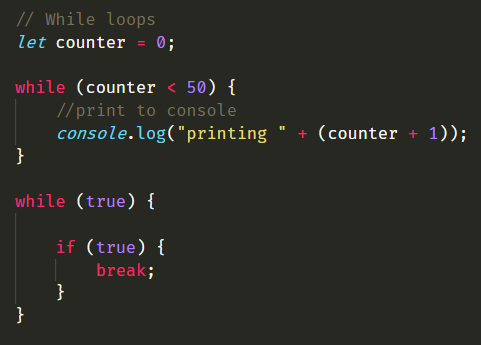 // While loops
let counter = 0;
while (counter < 50) {
//print to console
console.log("printing " + (counter + 1));
}
while (true) {
if (true) {
break;
}
}